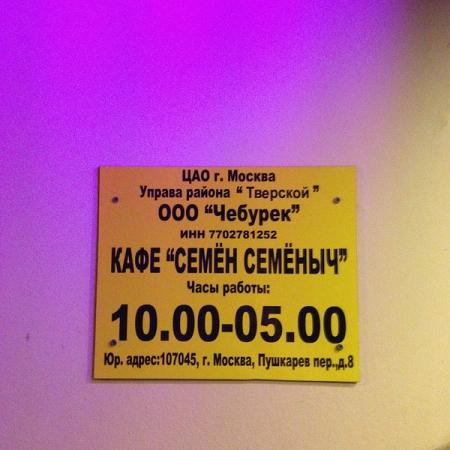 ЦАО г. Москва
Управа района “ Тверской ”
ООО “Чебурек”
ИНН 7702781252
КАФЕ “СЕМЁН СЕМЁНЫЧ”
Часы работы:
10.00-05.00
Юр. адрес:107045, г. Москва, Пушкарев пер.,д.8